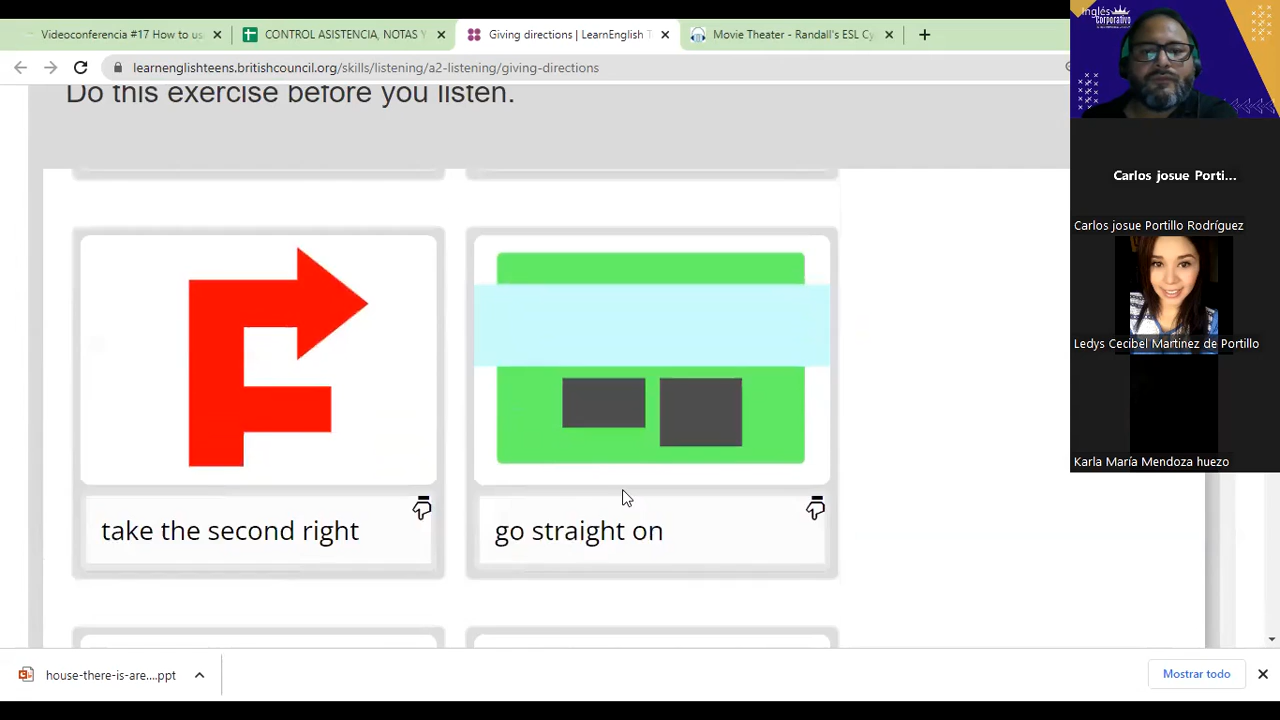 Videoconferencia #17 How to us
CONTROL ASISTENCIA, NOTAS Y
Giving directions | LearnEnglish T
Movie Theater - Randall's ESL Cy
learnenglishteens.britishcouncil.org/skills/listening/a2-listening/giving-directions
Do this exercise before you listen.
take the second right
go straight on
house-there-is-are....ppt
Mostrar todo
Inglés
Corporativo
Carlos josue Porti...
Carlos josue Portillo Rodríguez
Ledys Cecibel Martinez de Portillo
Karla María Mendoza huezo